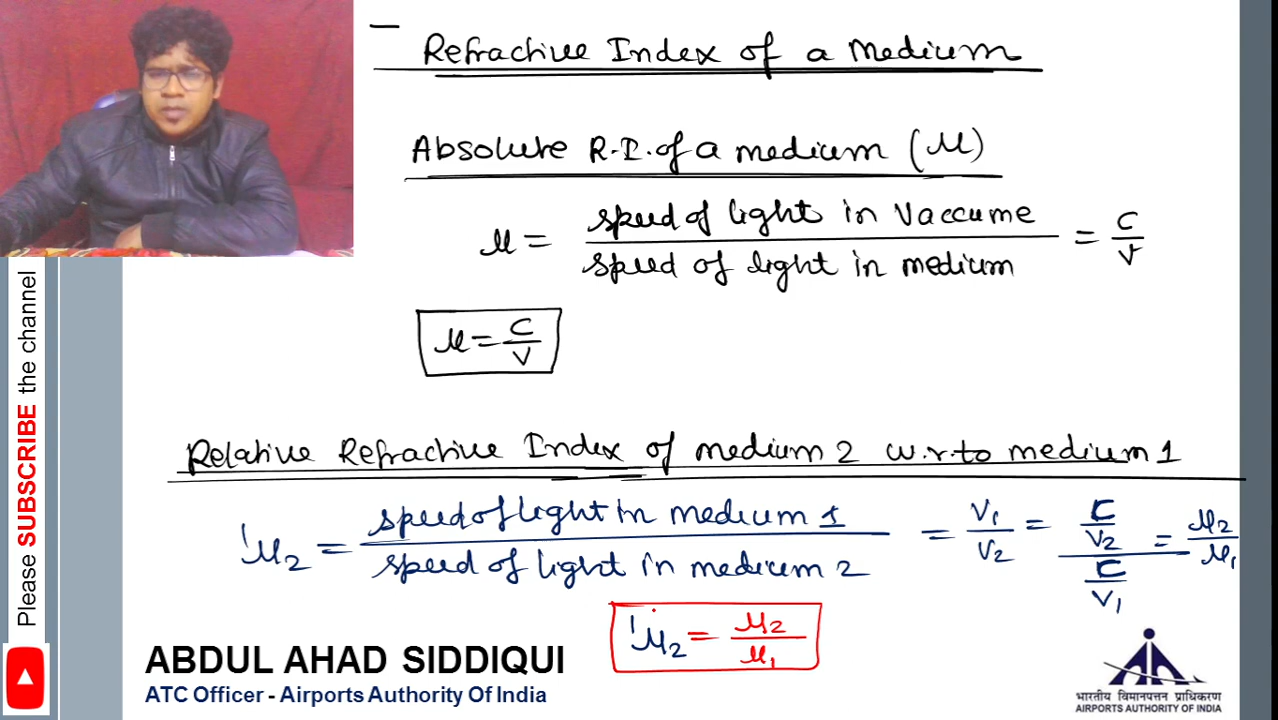 Refractive Index of a Medium
Absolute R.I. of a medium (μ)
μ = speed of light in Vaccume / speed of light in medium = C/V
μ = C/V
Relative Refractive Index of medium 2 w.r.to medium 1
¹μ₂ = speed of light in medium 1 / speed of light in medium 2 = V₁/V₂ = (C/V₂)/(C/V₁) = μ₂/μ₁
¹μ₂ = μ₂/μ₁
Please SUBSCRIBE the channel
ABDUL AHAD SIDDIQUI
ATC Officer - Airports Authority Of India
भारतीय विमानपत्तन प्राधिकरण
AIRPORTS AUTHORITY OF INDIA